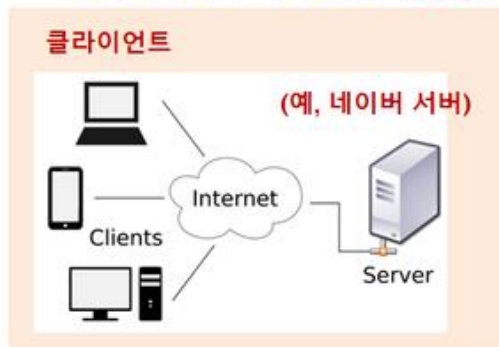 클라이언트
(예, 네이버 서버)
Internet
Clients
Server